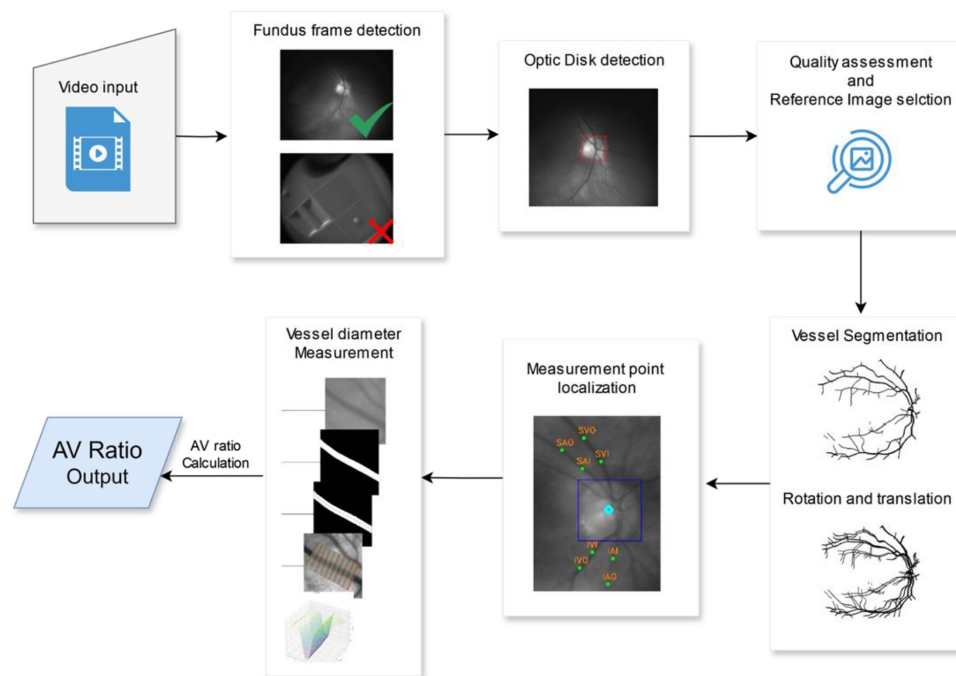 Video input
Fundus frame detection
Optic Disk detection
Quality assessment
and
Reference Image selction
Vessel Segmentation
Rotation and translation
Measurement point
localization
SVO
SAO
SVI
SAI
IVI
IAI
IVO
IAO
Vessel diameter
Measurement
AV ratio
Calculation
AV Ratio
Output